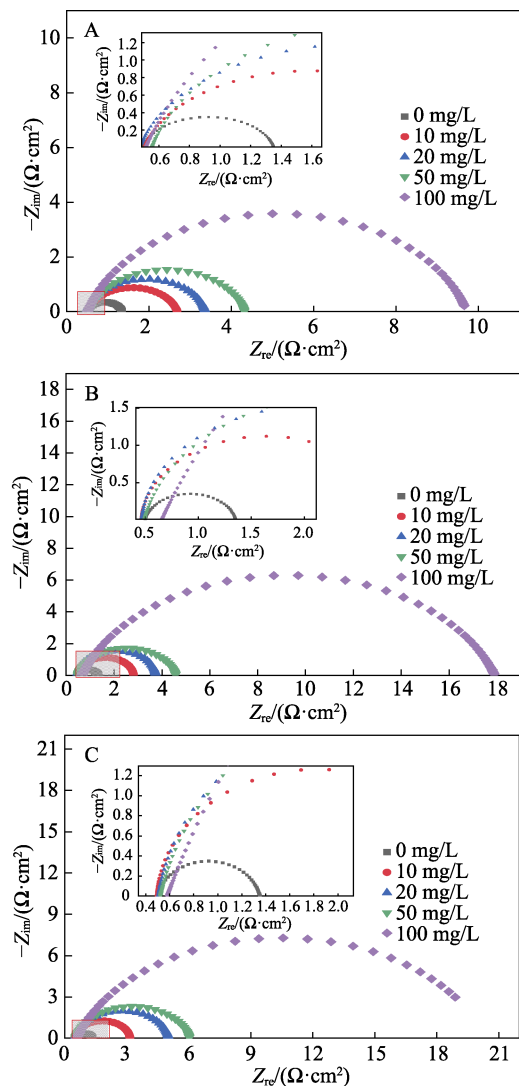 A
11
10
8
6
4
2
0
−Zim/(Ω·cm²)
0
2
4
6
8
10
Zre/(Ω·cm²)
1.2
1.0
0.8
0.6
0.4
0.2
0
−Zim/(Ω·cm²)
0.6
0.8
1.0
1.2
1.4
1.6
Zre/(Ω·cm²)
0 mg/L
10 mg/L
20 mg/L
50 mg/L
100 mg/L
B
18
16
14
12
10
8
6
4
2
0
−Zim/(Ω·cm²)
0
2
4
6
8
10
12
14
16
18
Zre/(Ω·cm²)
1.5
1.0
0.5
−Zim/(Ω·cm²)
0.5
1.0
1.5
2.0
Zre/(Ω·cm²)
0 mg/L
10 mg/L
20 mg/L
50 mg/L
100 mg/L
C
21
18
15
12
9
6
3
0
−Zim/(Ω·cm²)
0
3
6
9
12
15
18
21
Zre/(Ω·cm²)
1.2
1.0
0.8
0.6
0.4
0.2
0
−Zim/(Ω·cm²)
0.4
0.6
0.8
1.0
1.2
1.4
1.6
1.8
2.0
Zre/(Ω·cm²)
0 mg/L
10 mg/L
20 mg/L
50 mg/L
100 mg/L